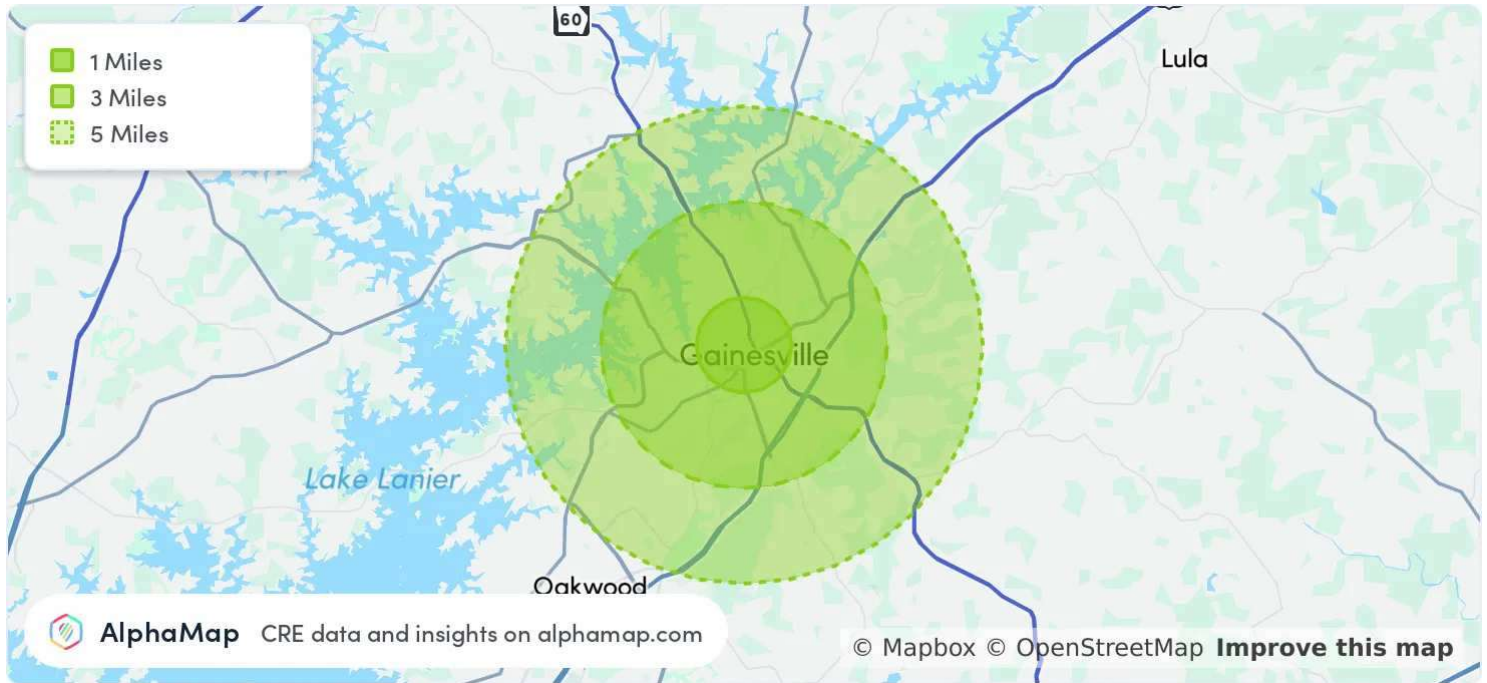 60
Lula
1 Miles
3 Miles
5 Miles
Gainesville
Lake Lanier
Oakwood
AlphaMap CRE data and insights on alphamap.com
© Mapbox © OpenStreetMap Improve this map